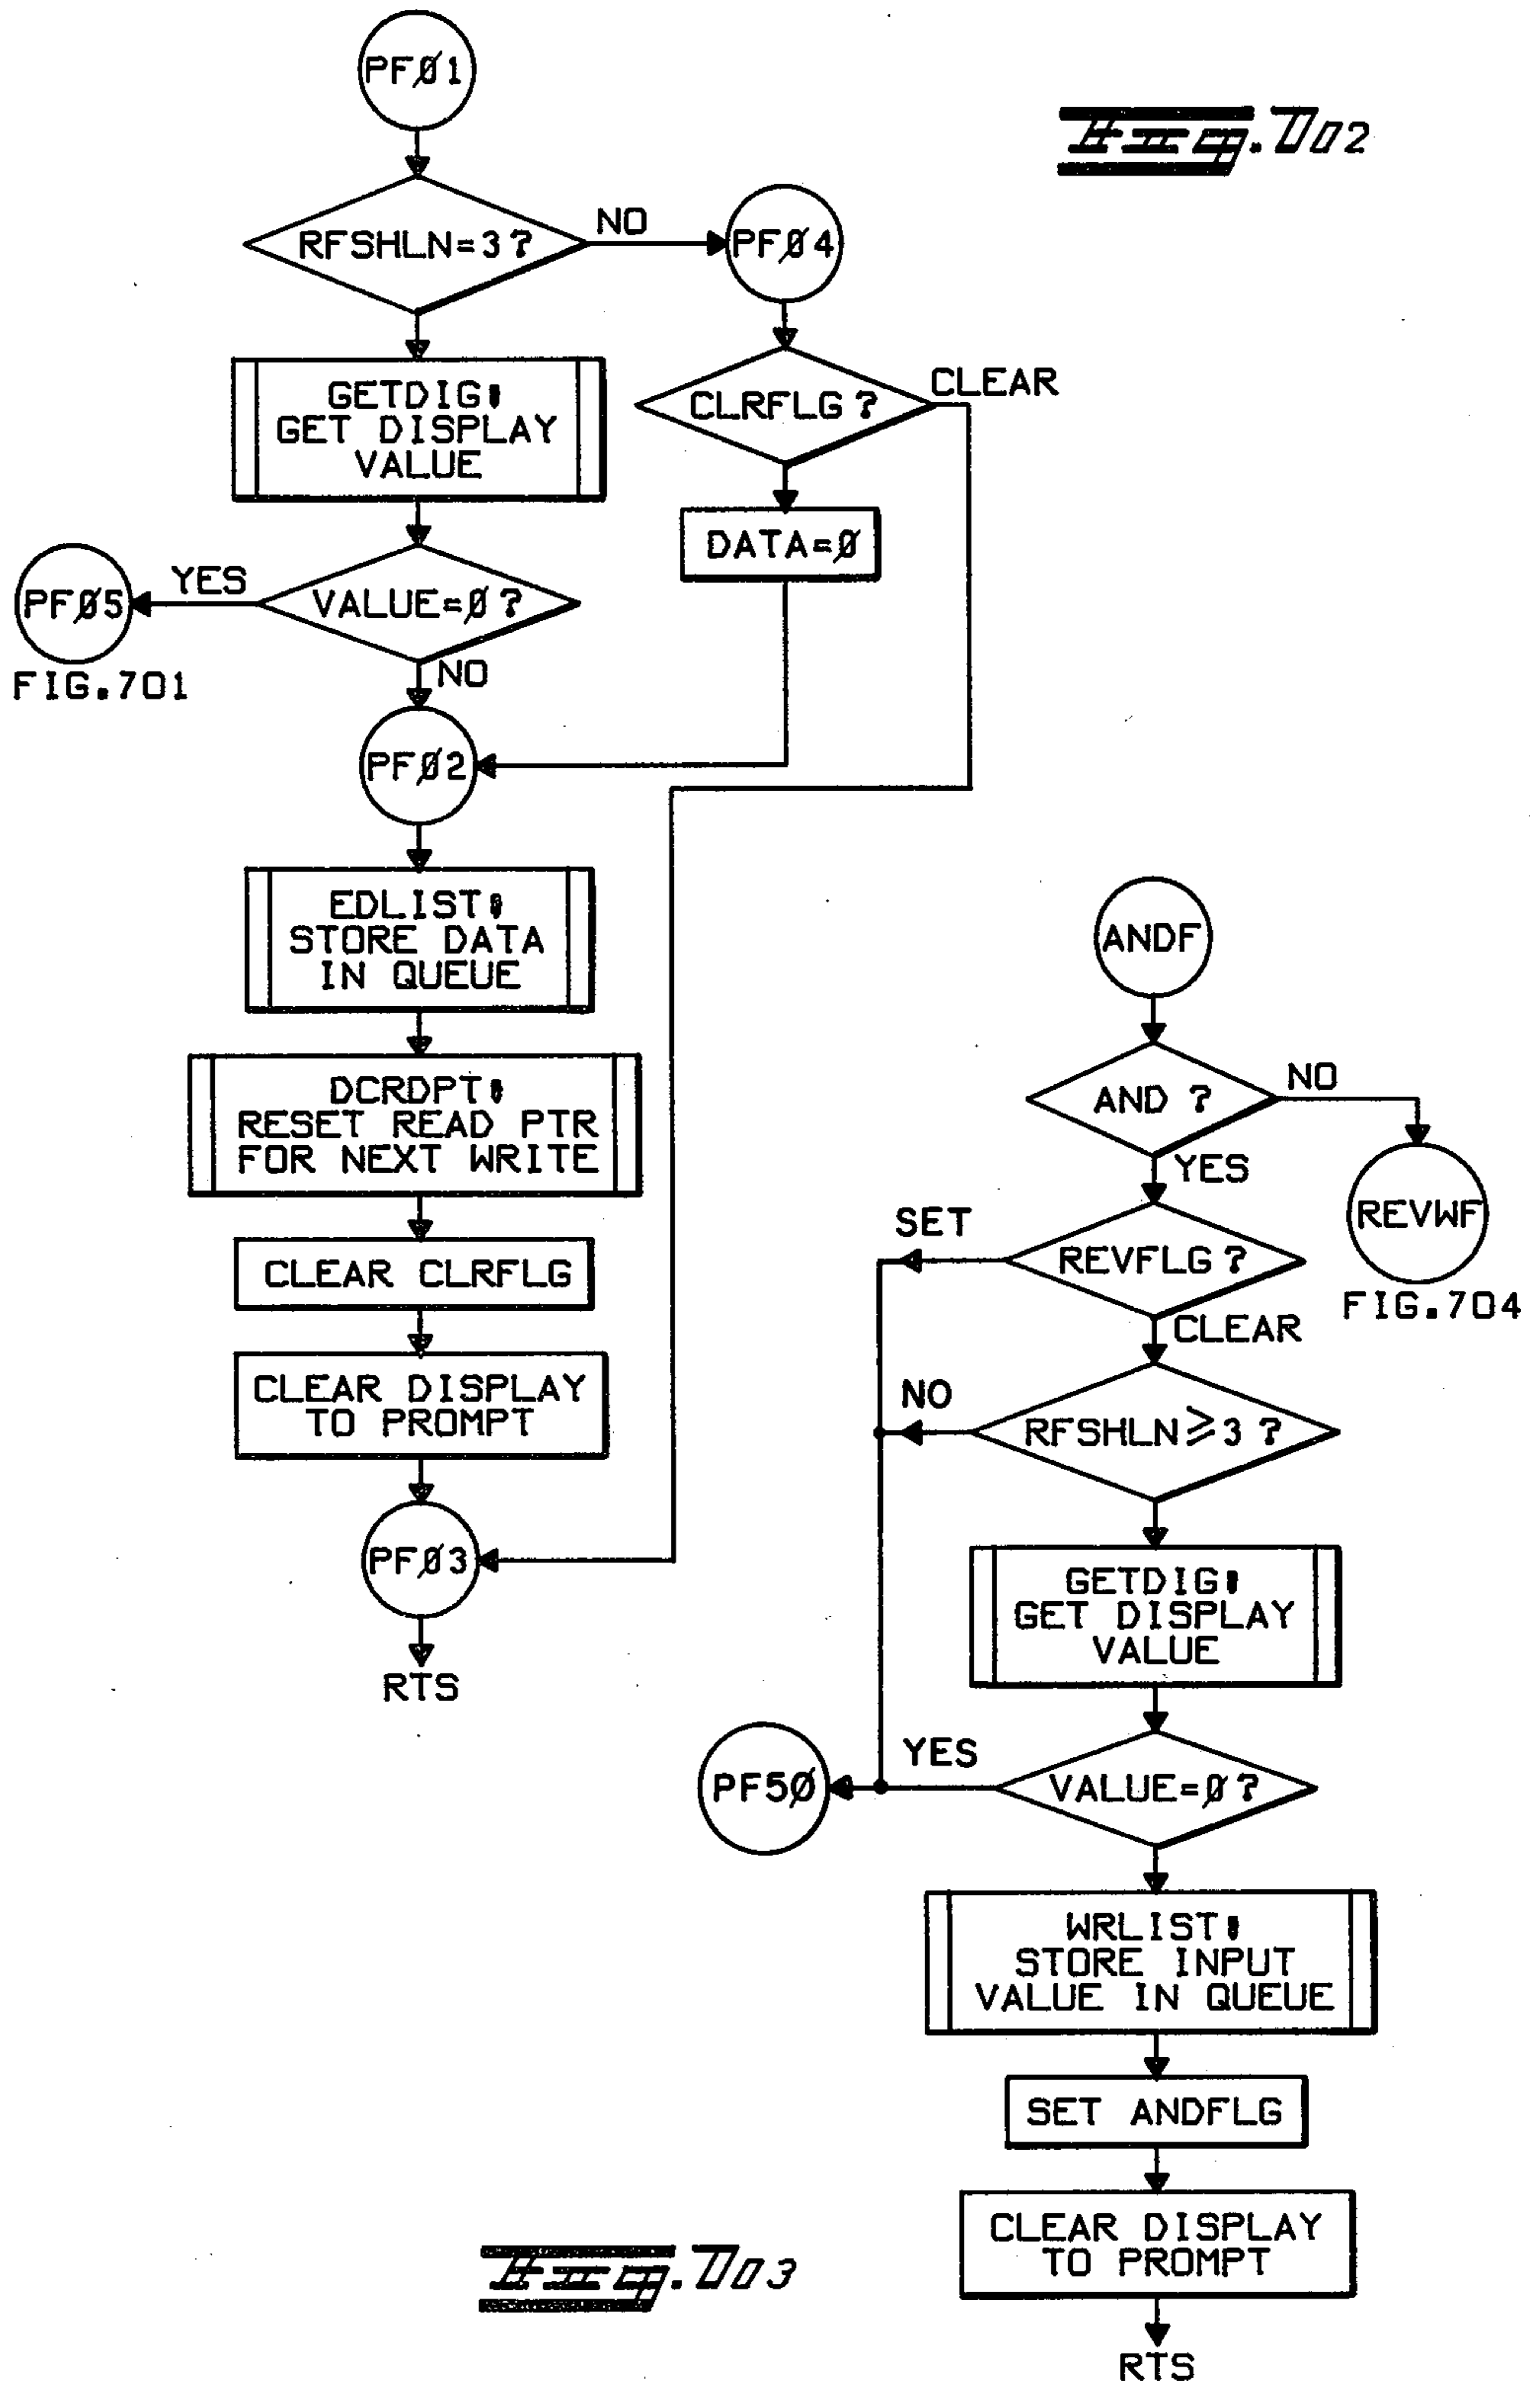 PFØ1
Fig. 702
RFSHLN=3?
NO
PFØ4
GETDIG:
GET DISPLAY
VALUE
CLRFLG?
CLEAR
DATA=Ø
VALUE=Ø?
YES
PFØ5
FIG.701
NO
PFØ2
EDLIST:
STORE DATA
IN QUEUE
DCRDPT:
RESET READ PTR
FOR NEXT WRITE
CLEAR CLRFLG
CLEAR DISPLAY
TO PROMPT
PFØ3
RTS
ANDF
AND ?
NO
REVWF
FIG.704
YES
REVFLG?
SET
CLEAR
RFSHLN≥3?
NO
GETDIG:
GET DISPLAY
VALUE
VALUE=Ø?
YES
PF5Ø
WRLIST:
STORE INPUT
VALUE IN QUEUE
SET ANDFLG
CLEAR DISPLAY
TO PROMPT
RTS
Fig. 703